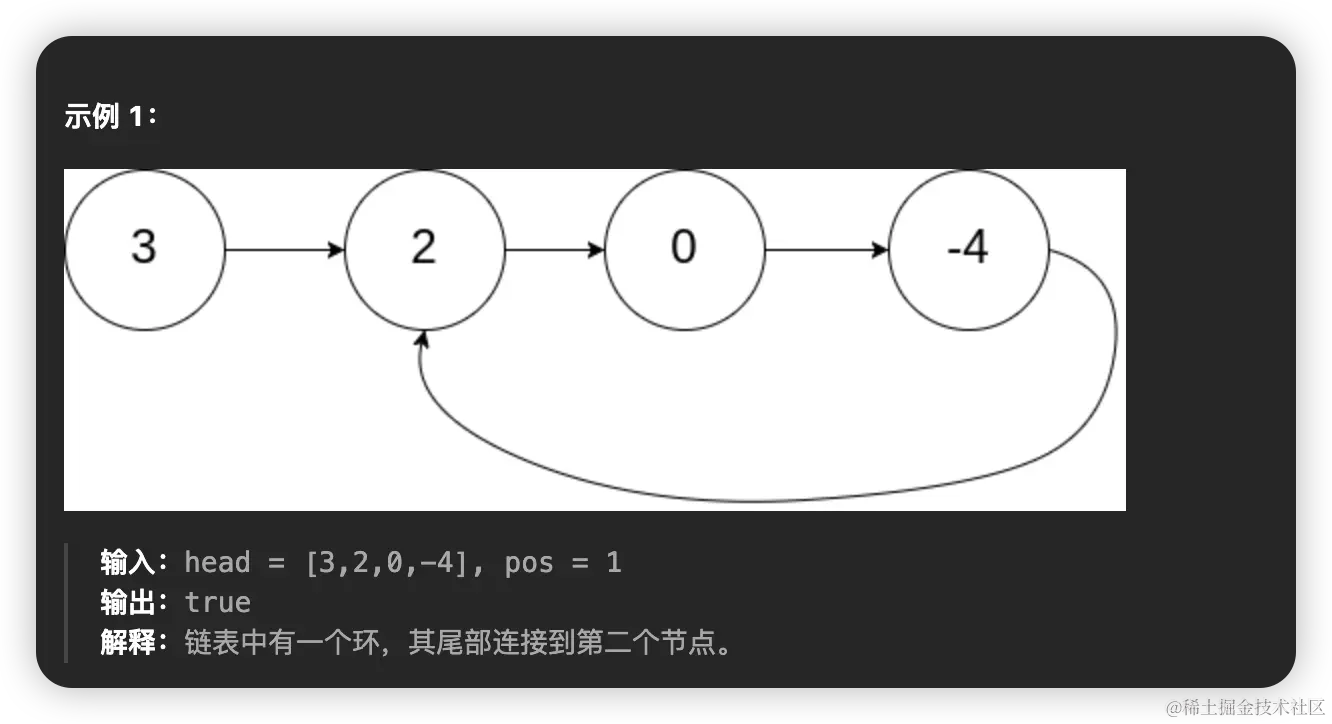 示例 1：
3 2 0 -4
输入：head = [3,2,0,-4], pos = 1
输出：true
解释：链表中有一个环，其尾部连接到第二个节点。
@稀土掘金技术社区